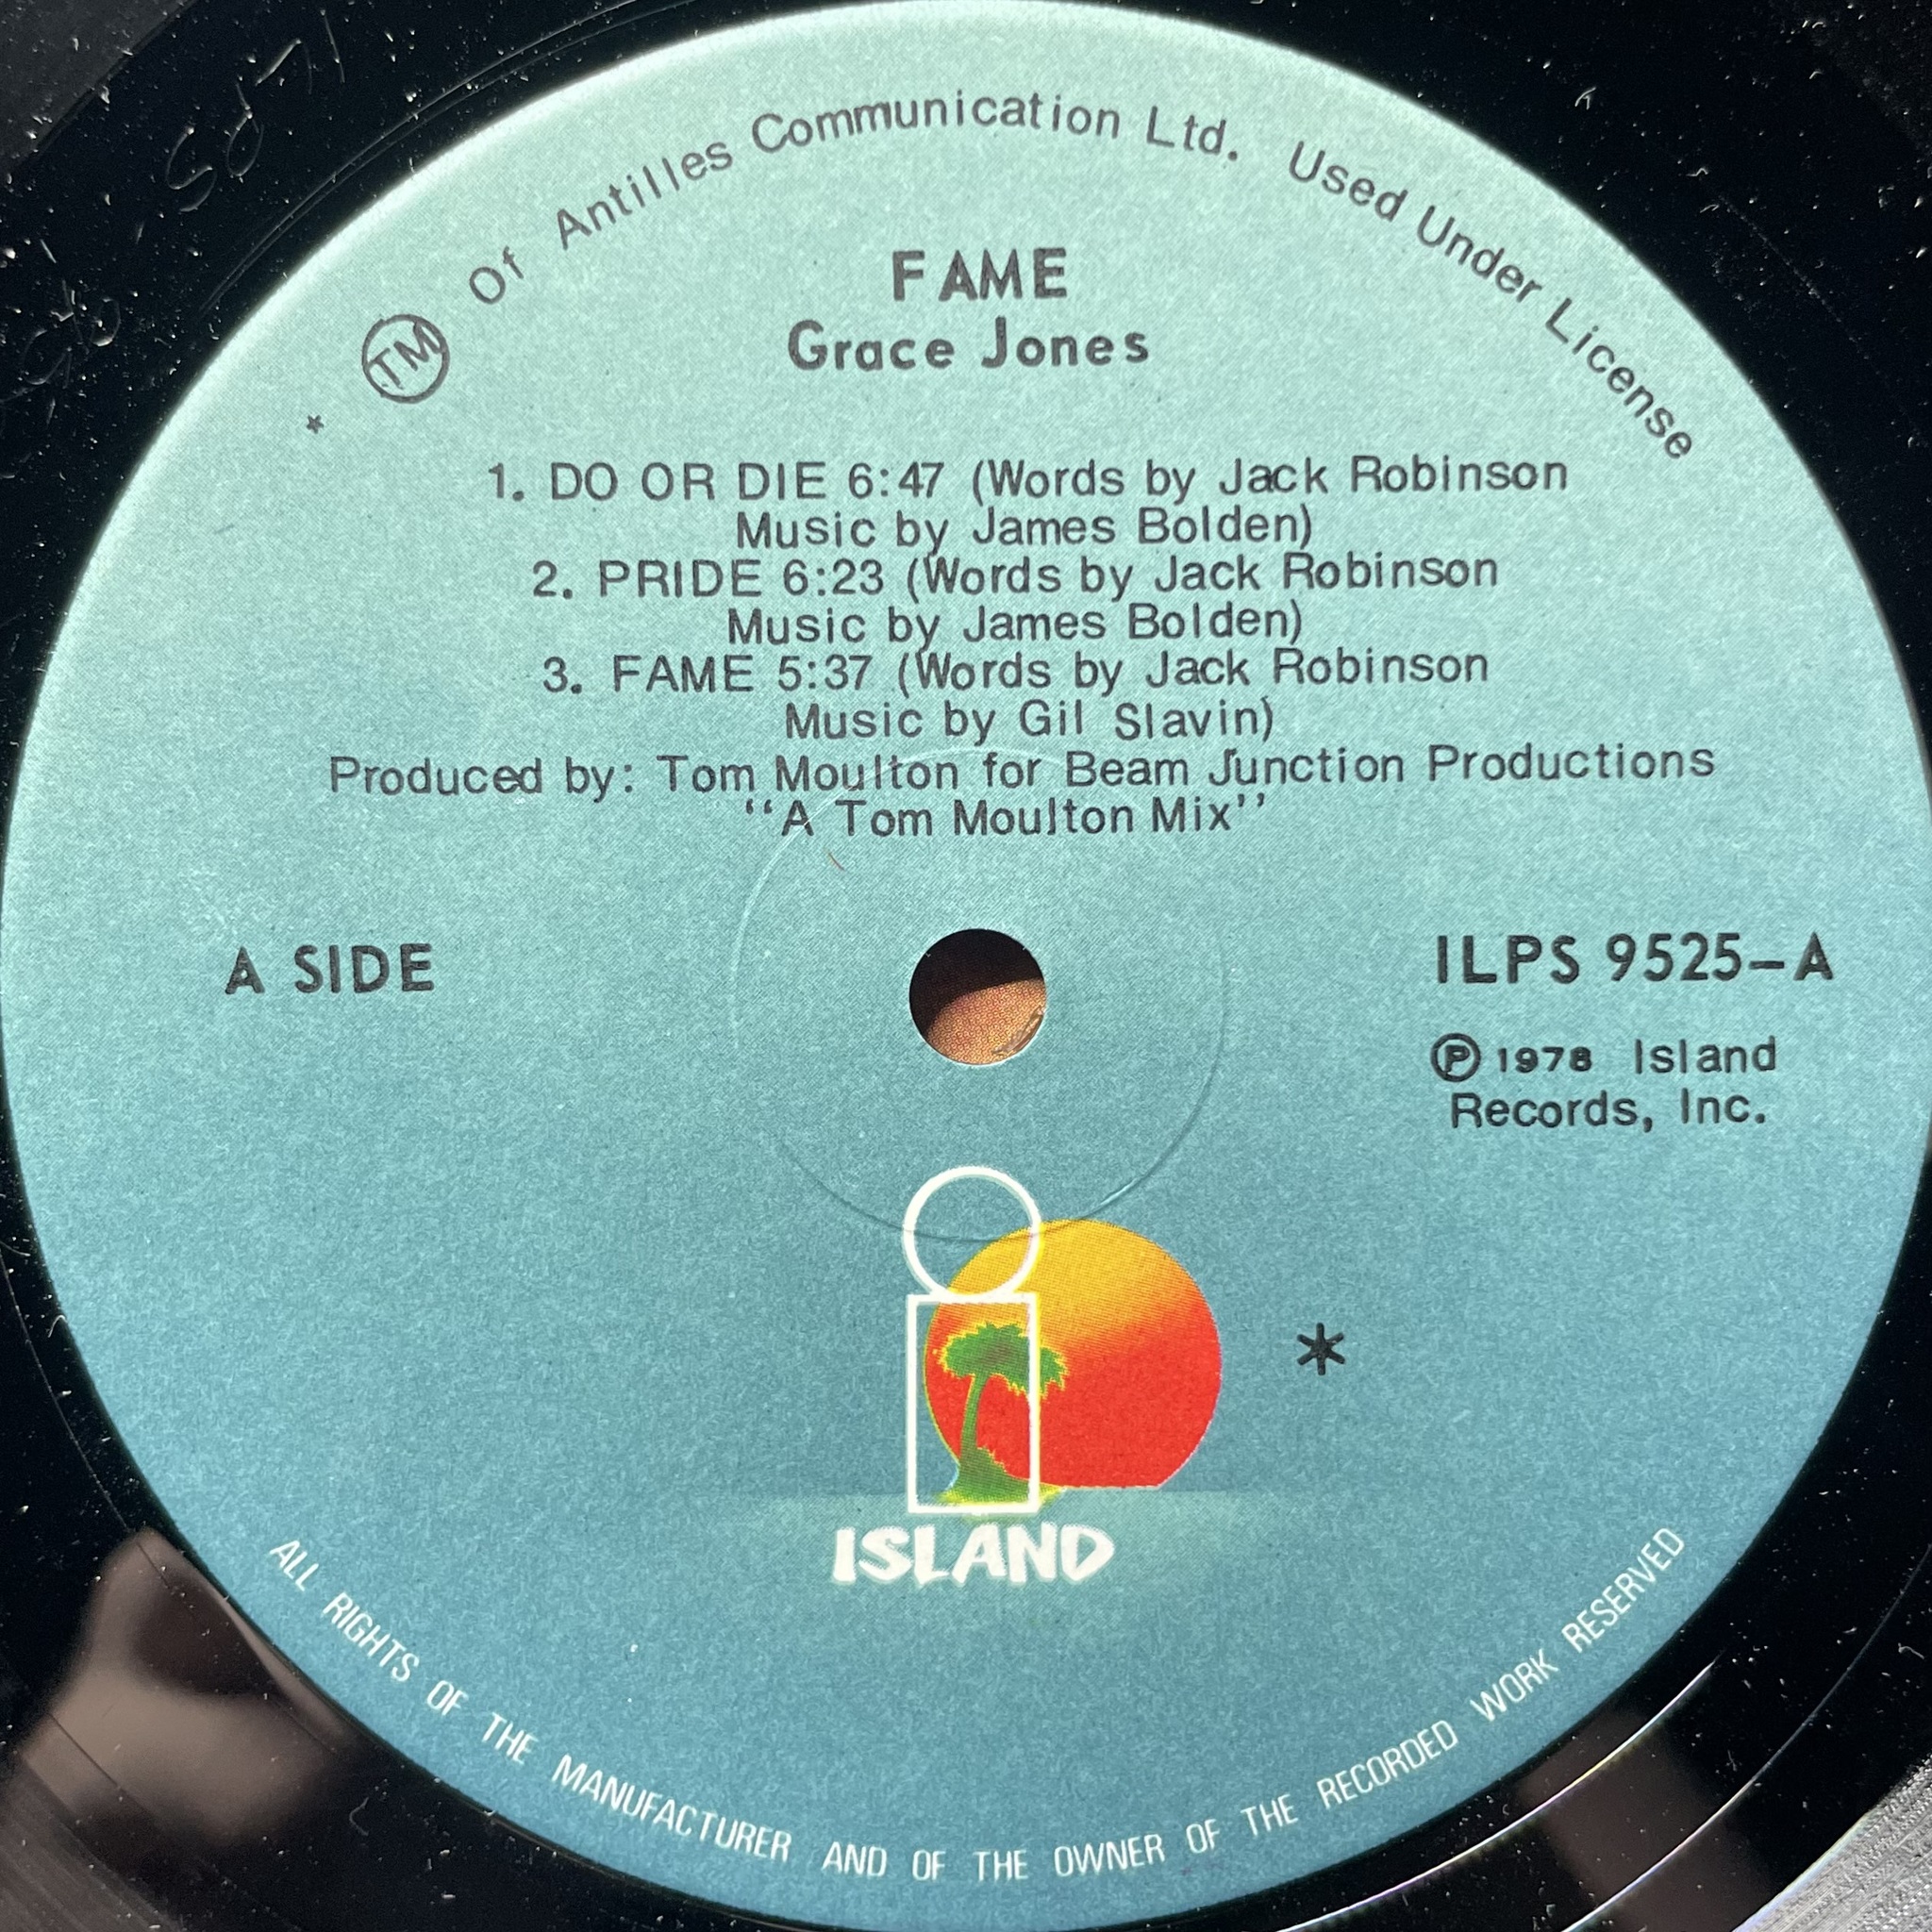 * TM Of Antilles Communication Ltd. Used Under License
FAME
Grace Jones
1. DO OR DIE 6:47 (Words by Jack Robinson
Music by James Bolden)
2. PRIDE 6:23 (Words by Jack Robinson
Music by James Bolden)
3. FAME 5:37 (Words by Jack Robinson
Music by Gil Slavin)
Produced by: Tom Moulton for Beam Junction Productions
''A Tom Moulton Mix''
A SIDE
ILPS 9525-A
℗ 1978 Island
Records, Inc.
i
*
ISLAND
ALL RIGHTS OF THE MANUFACTURER AND OF THE OWNER OF THE RECORDED WORK RESERVED